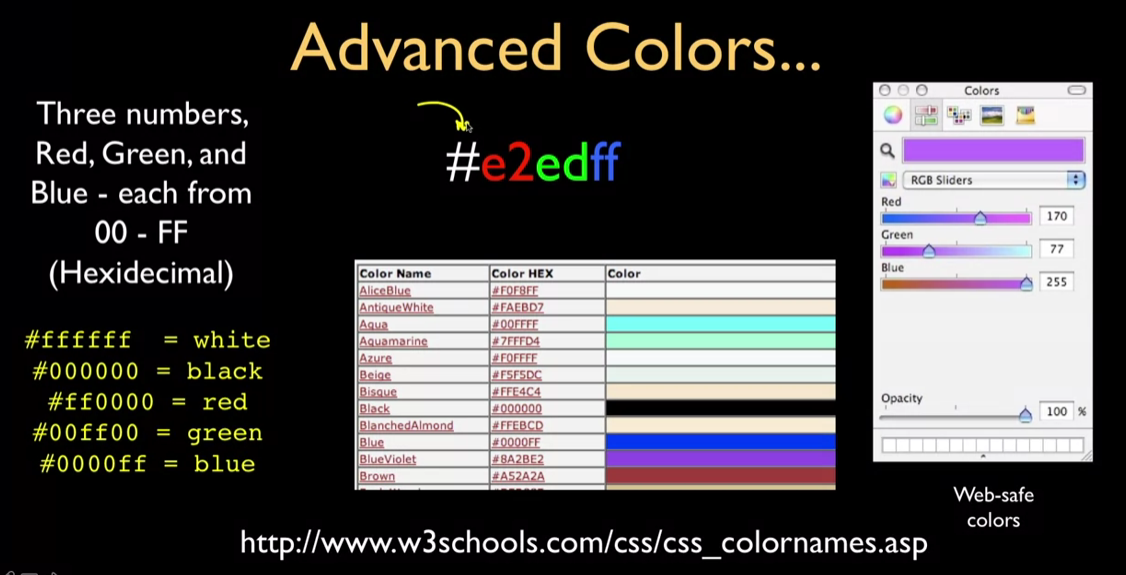 Advanced Colors...
Three numbers,
Red, Green, and
Blue - each from
00 - FF
(Hexidecimal)
#ffffff = white
#000000 = black
#ff0000 = red
#00ff00 = green
#0000ff = blue
#e2edff
Color Name Color HEX Color
AliceBlue #F0F8FF
AntiqueWhite #FAEBD7
Aqua #00FFFF
Aquamarine #7FFFD4
Azure #F0FFFF
Beige #F5F5DC
Bisque #FFE4C4
Black #000000
BlanchedAlmond #FFEBCD
Blue #0000FF
BlueViolet #8A2BE2
Brown #A52A2A
Colors
RGB Sliders
Red
170
Green
77
Blue
255
Opacity
100 %
Web-safe
colors
http://www.w3schools.com/css/css_colornames.asp